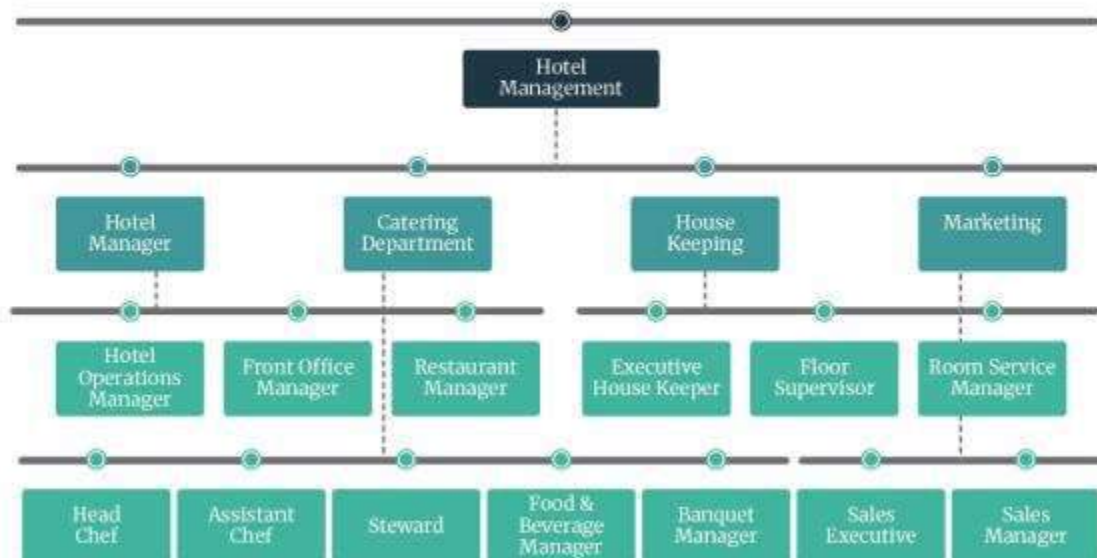 Hotel
Management
Hotel
Manager
Catering
Department
House
Keeping
Marketing
Hotel
Operations
Manager
Front Office
Manager
Restaurant
Manager
Executive
House Keeper
Floor
Supervisor
Room Service
Manager
Head
Chef
Assistant
Chef
Steward
Food &
Beverage
Manager
Banquet
Manager
Sales
Executive
Sales
Manager